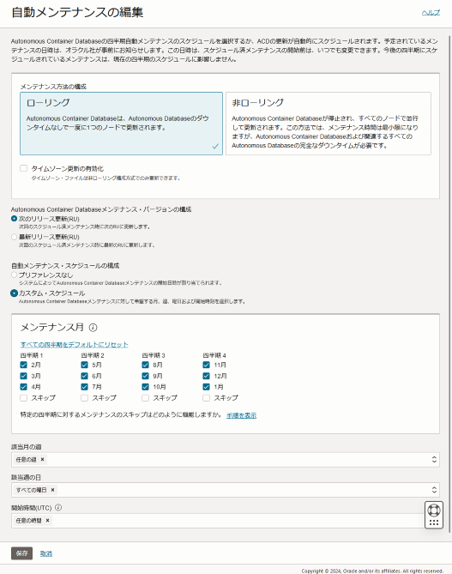 自動メンテナンスの編集
ヘルプ
Autonomous Container Databaseの四半期自動メンテナンスのスケジュールを選択するか、ACDの更新が自動的にスケジュールされます。予定されているメン
テナンスの日時は、オラクル社が事前にお知らせします。この日時は、スケジュール済メンテナンスの開始前は、いつでも変更できます。今後の四半期にスケ
ジュールされているメンテナンスは、現在の四半期のスケジュールに影響しません。
メンテナンス方法の構成
ローリング
Autonomous Container Databaseは、Autonomous Databaseのダウ
ンタイムなしで一度に1つのノードで更新されます。
非ローリング
Autonomous Container Databaseが停止され、すべてのノードで並行
して更新されます。この方法では、メンテナンス時間は最小限になり
ますが、Autonomous Container Databaseおよび関連するすべての
Autonomous Databaseの完全なダウンタイムが必要です。
タイムゾーン更新の有効化
タイムゾーン・ファイルは非ローリング構成方式でのみ更新できます。
Autonomous Container Databaseメンテナンス・バージョンの構成
次のリリース更新(RU)
次回のスケジュール済メンテナンス時に次のRUに更新します。
最新リリース更新(RU)
次回のスケジュール済メンテナンス時に最新のRUに更新します。
自動メンテナンス・スケジュールの構成
プリファレンスなし
システムによってAutonomous Container Databaseメンテナンスの開始日時が割り当てられます。
カスタム・スケジュール
Autonomous Container Databaseメンテナンスに対して希望する月、週、曜日および開始時刻を選択します。
メンテナンス月
すべての四半期をデフォルトにリセット
四半期 1 四半期 2 四半期 3 四半期 4
2月 5月 8月 11月
3月 6月 9月 12月
4月 7月 10月 1月
スキップ スキップ スキップ スキップ
特定の四半期に対するメンテナンスのスキップはどのように機能しますか。 手順を表示
該当月の週
任意の週 ×
該当週の日
すべての曜日 ×
開始時間(UTC)
任意の時間 ×
保存 取消
Copyright © 2024, Oracle and/or its affiliates. All rights reserved.